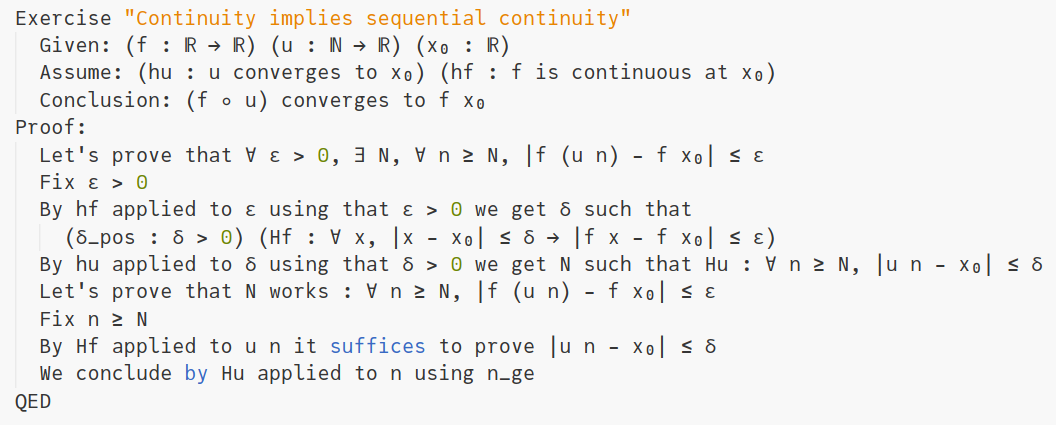 Exercise "Continuity implies sequential continuity"
Given: (f : ℝ → ℝ) (u : ℕ → ℝ) (x₀ : ℝ)
Assume: (hu : u converges to x₀) (hf : f is continuous at x₀)
Conclusion: (f ∘ u) converges to f x₀
Proof:
Let's prove that ∀ ε > 0, ∃ N, ∀ n ≥ N, |f (u n) - f x₀| ≤ ε
Fix ε > 0
By hf applied to ε using that ε > 0 we get δ such that
(δ_pos : δ > 0) (Hf : ∀ x, |x - x₀| ≤ δ → |f x - f x₀| ≤ ε)
By hu applied to δ using that δ > 0 we get N such that Hu : ∀ n ≥ N, |u n - x₀| ≤ δ
Let's prove that N works : ∀ n ≥ N, |f (u n) - f x₀| ≤ ε
Fix n ≥ N
By Hf applied to u n it suffices to prove |u n - x₀| ≤ δ
We conclude by Hu applied to n using n_ge
QED